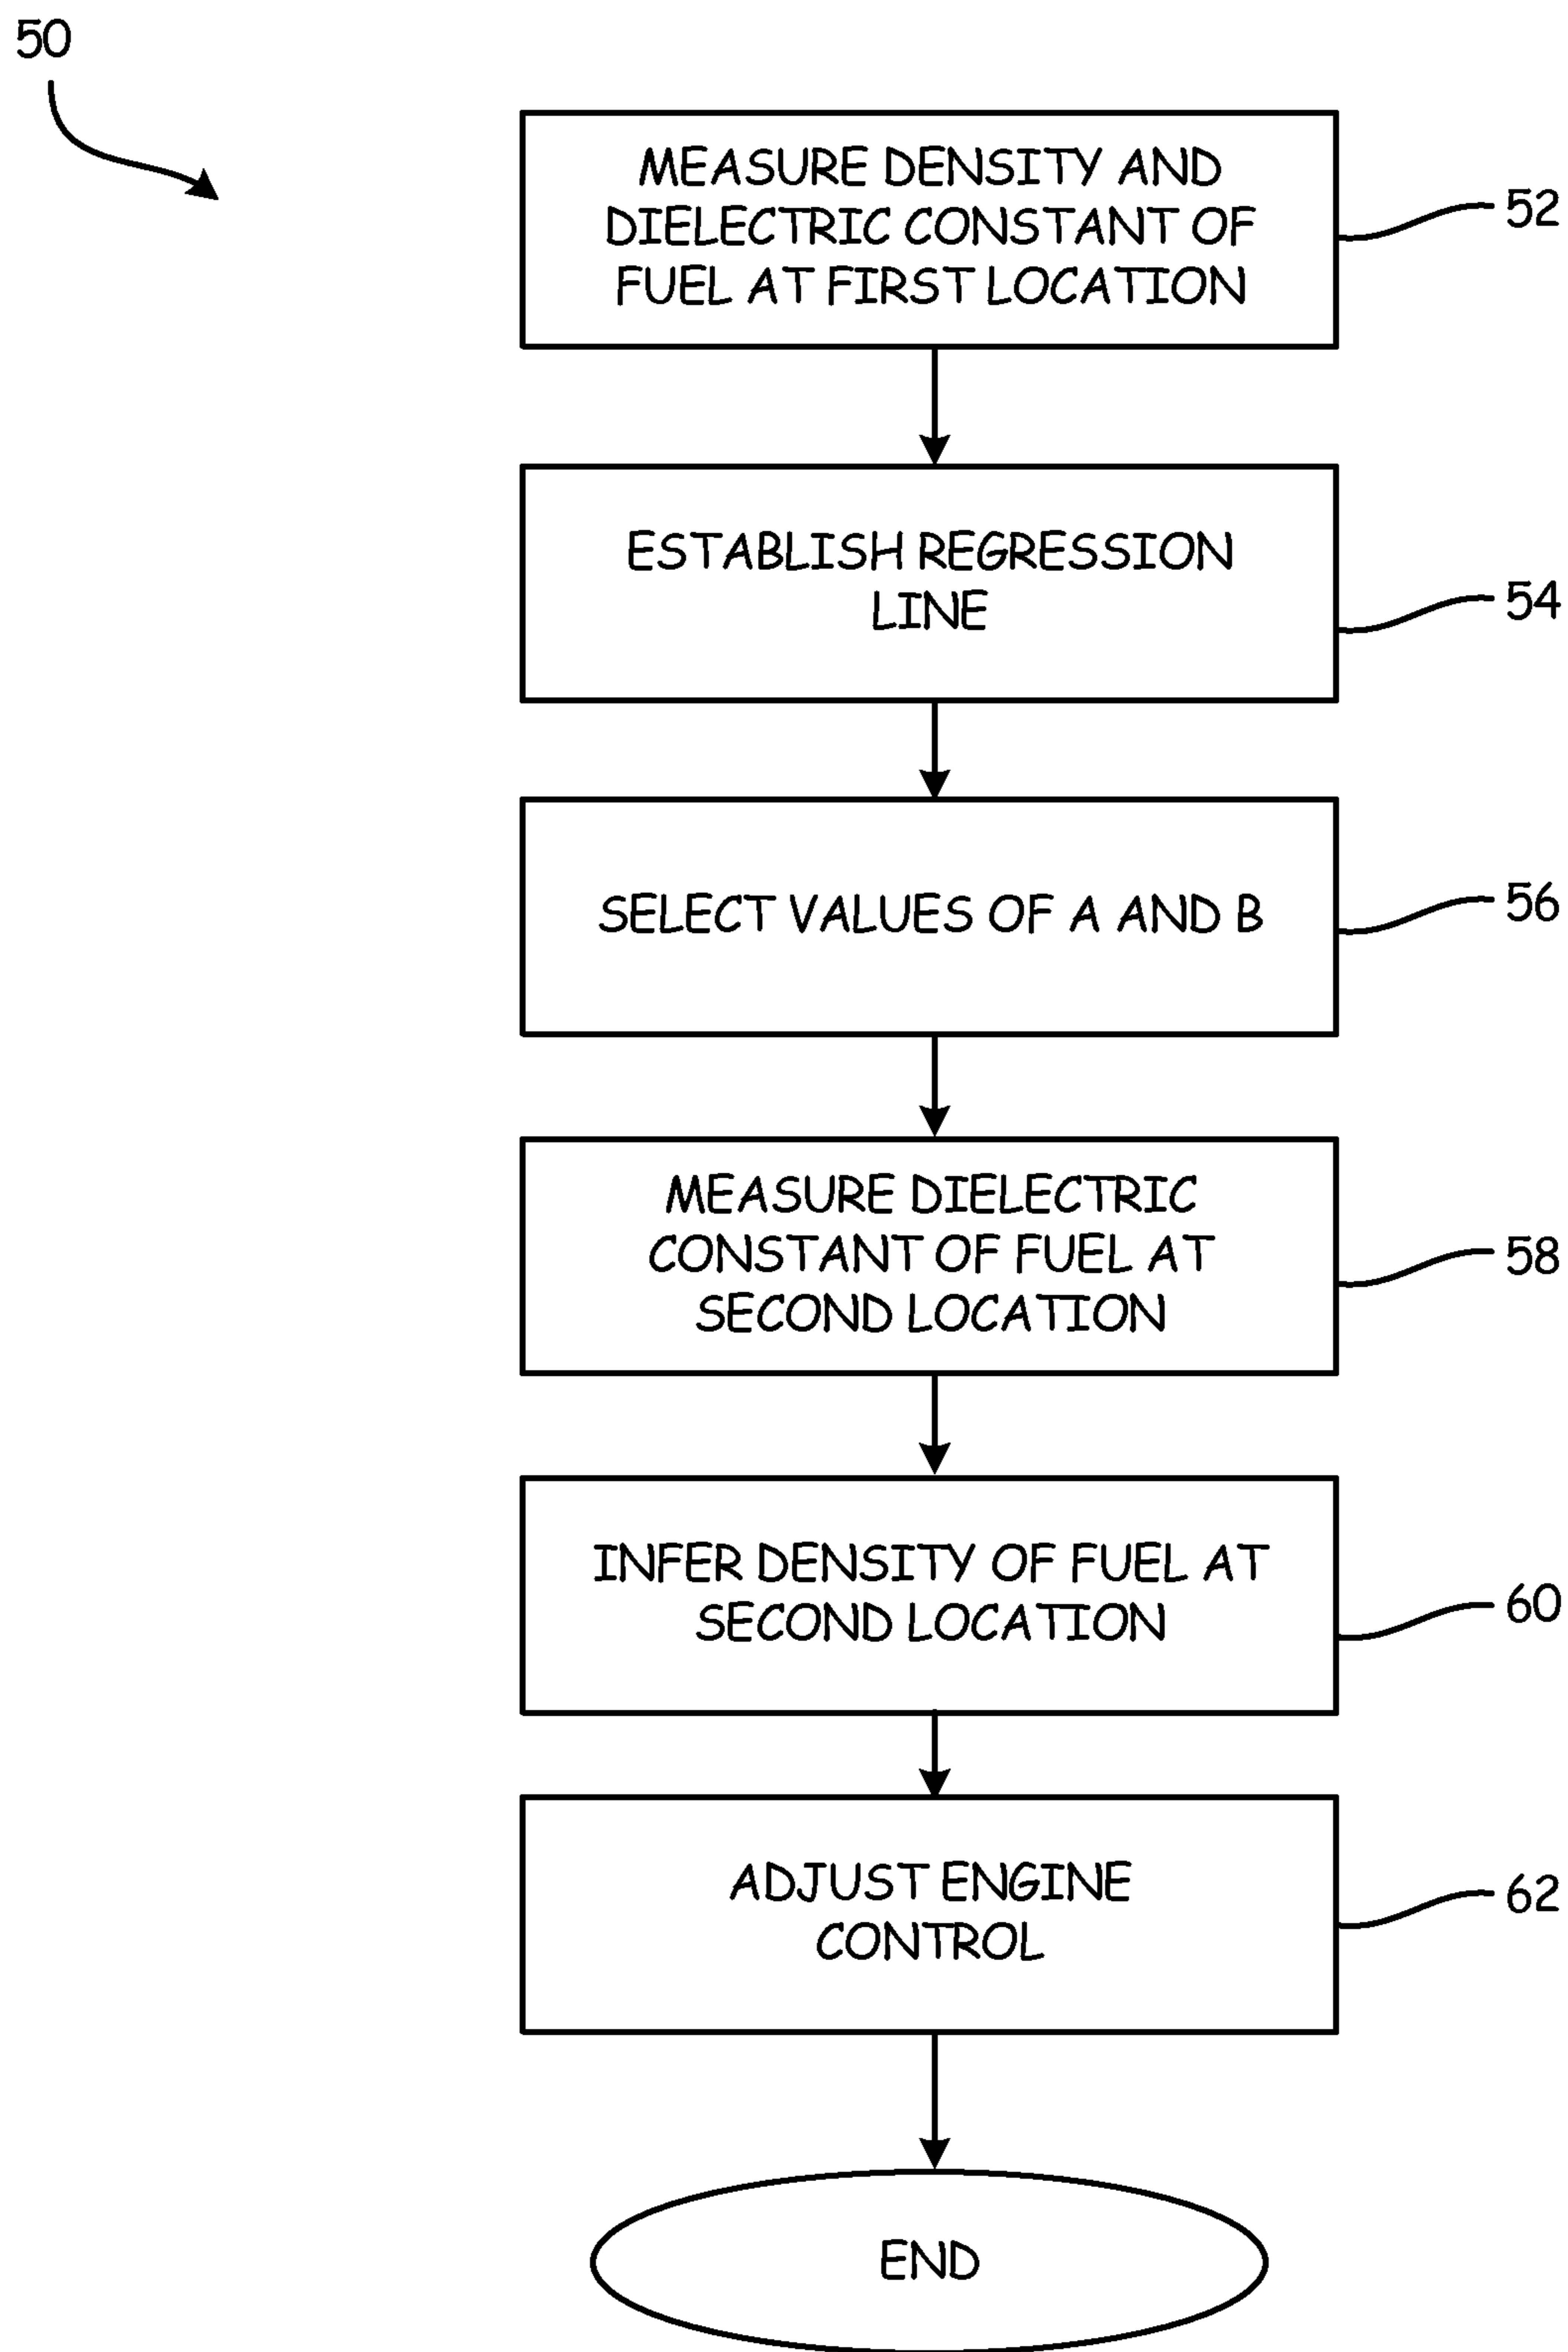 50
MEASURE DENSITY AND
DIELECTRIC CONSTANT OF
FUEL AT FIRST LOCATION
52
ESTABLISH REGRESSION
LINE
54
SELECT VALUES OF A AND B
56
MEASURE DIELECTRIC
CONSTANT OF FUEL AT
SECOND LOCATION
58
INFER DENSITY OF FUEL AT
SECOND LOCATION
60
ADJUST ENGINE
CONTROL
62
END